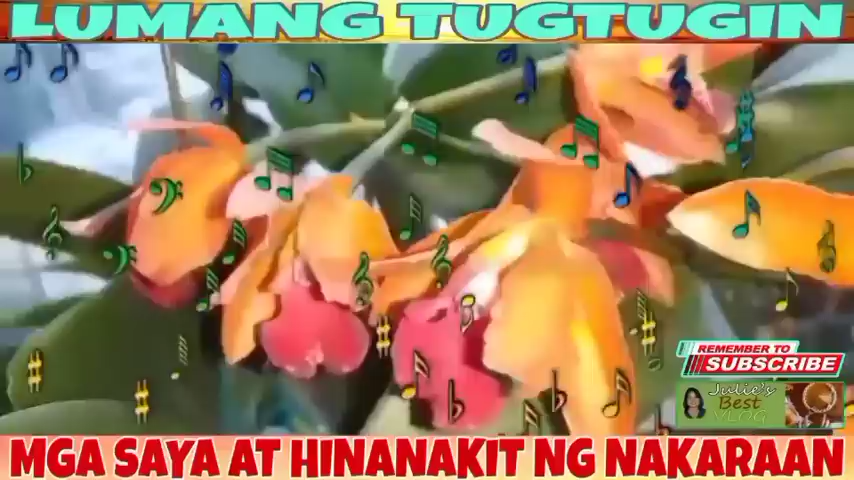 LUMANG TUGTUGIN
REMEMBER TO
SUBSCRIBE
Julie's
Best
VLOG
MGA SAYA AT HINANAKIT NG NAKARAAN